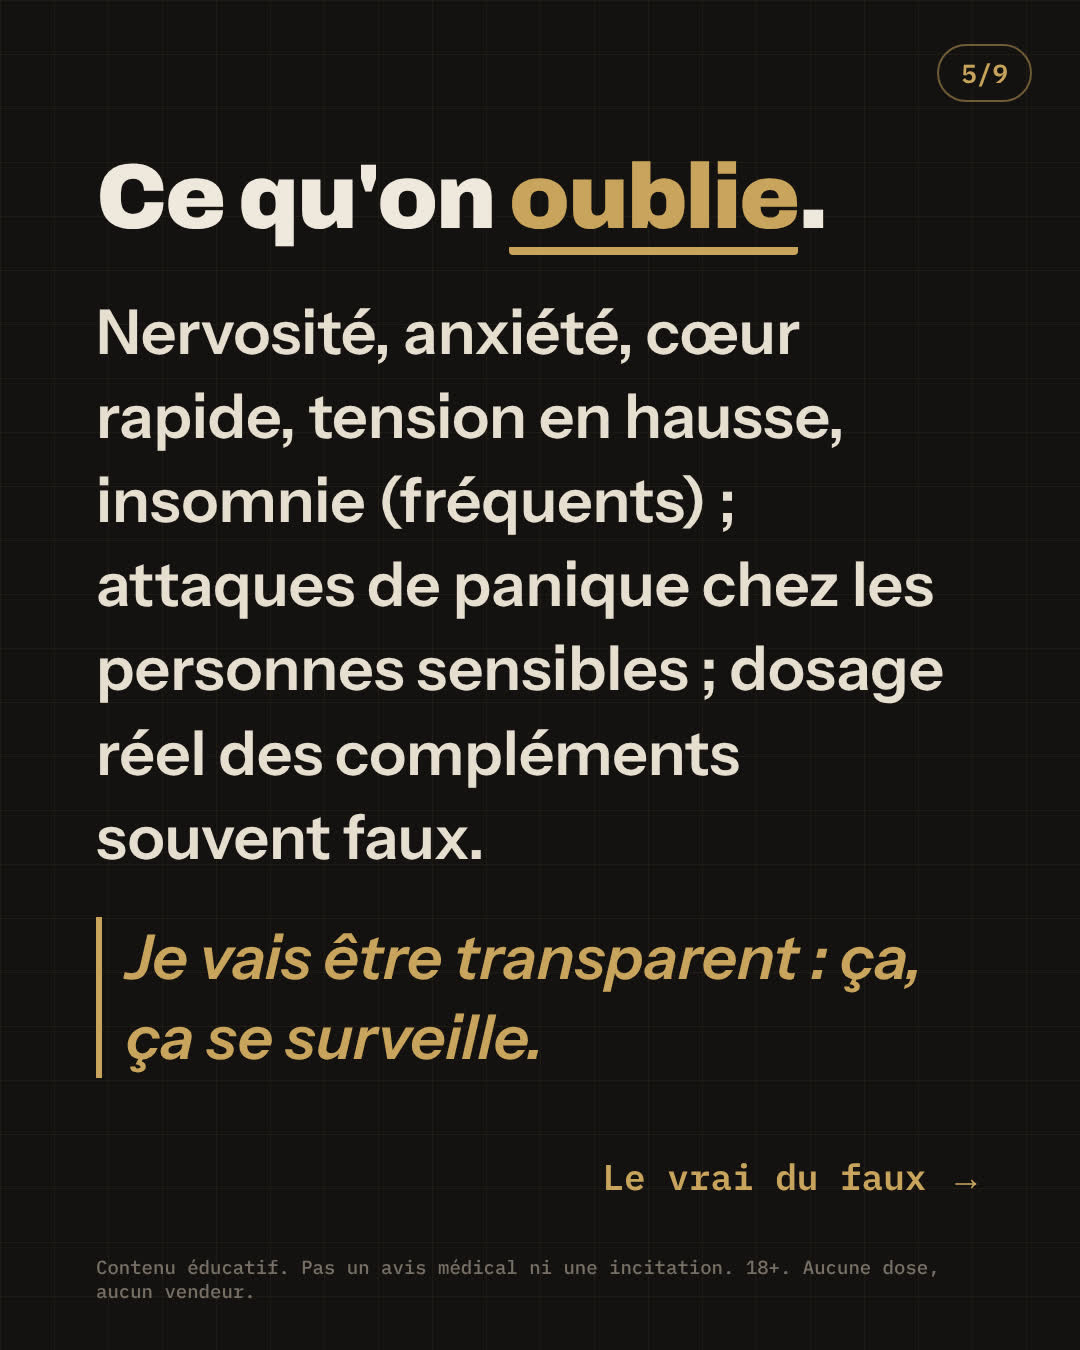 5/9
Ce qu'on oublie.
Nervosité, anxiété, cœur
rapide, tension en hausse,
insomnie (fréquents) ;
attaques de panique chez les
personnes sensibles ; dosage
réel des compléments
souvent faux.
Je vais être transparent : ça,
ça se surveille.
Le vrai du faux →
Contenu éducatif. Pas un avis médical ni une incitation. 18+. Aucune dose,
aucun vendeur.